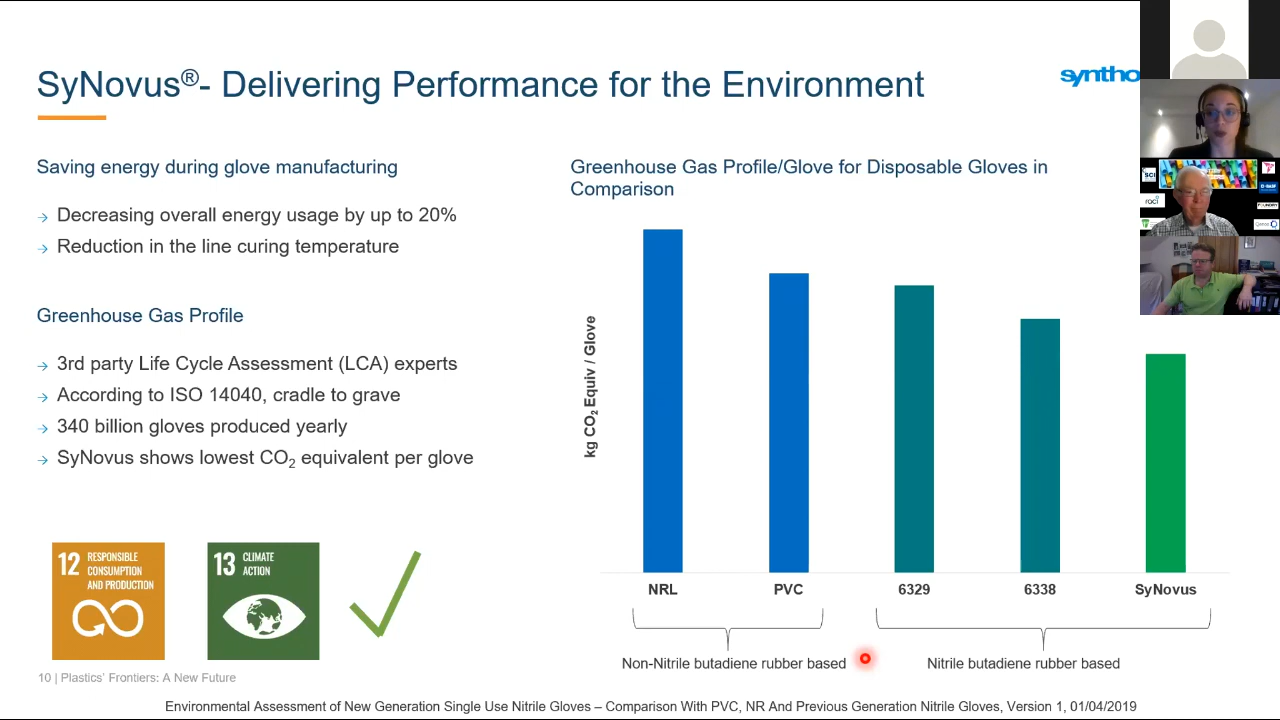 SyNovus®- Delivering Performance for the Environment
syntho
Saving energy during glove manufacturing
→ Decreasing overall energy usage by up to 20%
→ Reduction in the line curing temperature
Greenhouse Gas Profile
→ 3rd party Life Cycle Assessment (LCA) experts
→ According to ISO 14040, cradle to grave
→ 340 billion gloves produced yearly
→ SyNovus shows lowest CO₂ equivalent per glove
12 RESPONSIBLE
CONSUMPTION
AND PRODUCTION
13 CLIMATE
ACTION
Greenhouse Gas Profile/Glove for Disposable Gloves in
Comparison
kg CO₂ Equiv / Glove
NRL
PVC
6329
6338
SyNovus
Non-Nitrile butadiene rubber based
Nitrile butadiene rubber based
SCI
raci
BASF
10 | Plastics' Frontiers: A New Future
Environmental Assessment of New Generation Single Use Nitrile Gloves – Comparison With PVC, NR And Previous Generation Nitrile Gloves, Version 1, 01/04/2019